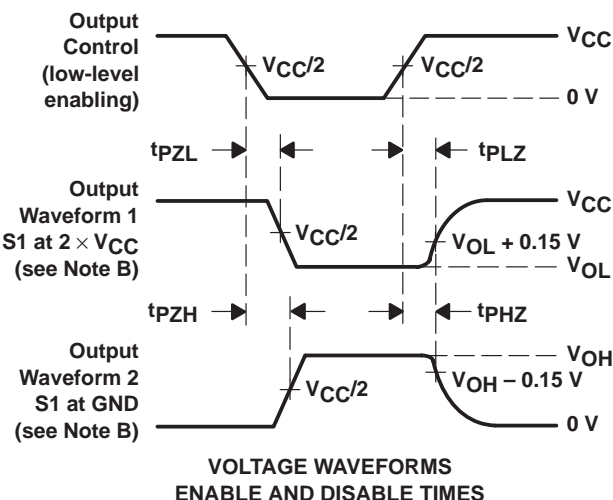 Output
Control
(low-level
enabling)
VCC/2
VCC/2
VCC
0 V
tPZL
tPLZ
Output
Waveform 1
S1 at 2 × VCC
(see Note B)
VCC/2
VCC
VOL + 0.15 V
VOL
tPZH
tPHZ
Output
Waveform 2
S1 at GND
(see Note B)
VCC/2
VOH
VOH – 0.15 V
0 V
VOLTAGE WAVEFORMS
ENABLE AND DISABLE TIMES